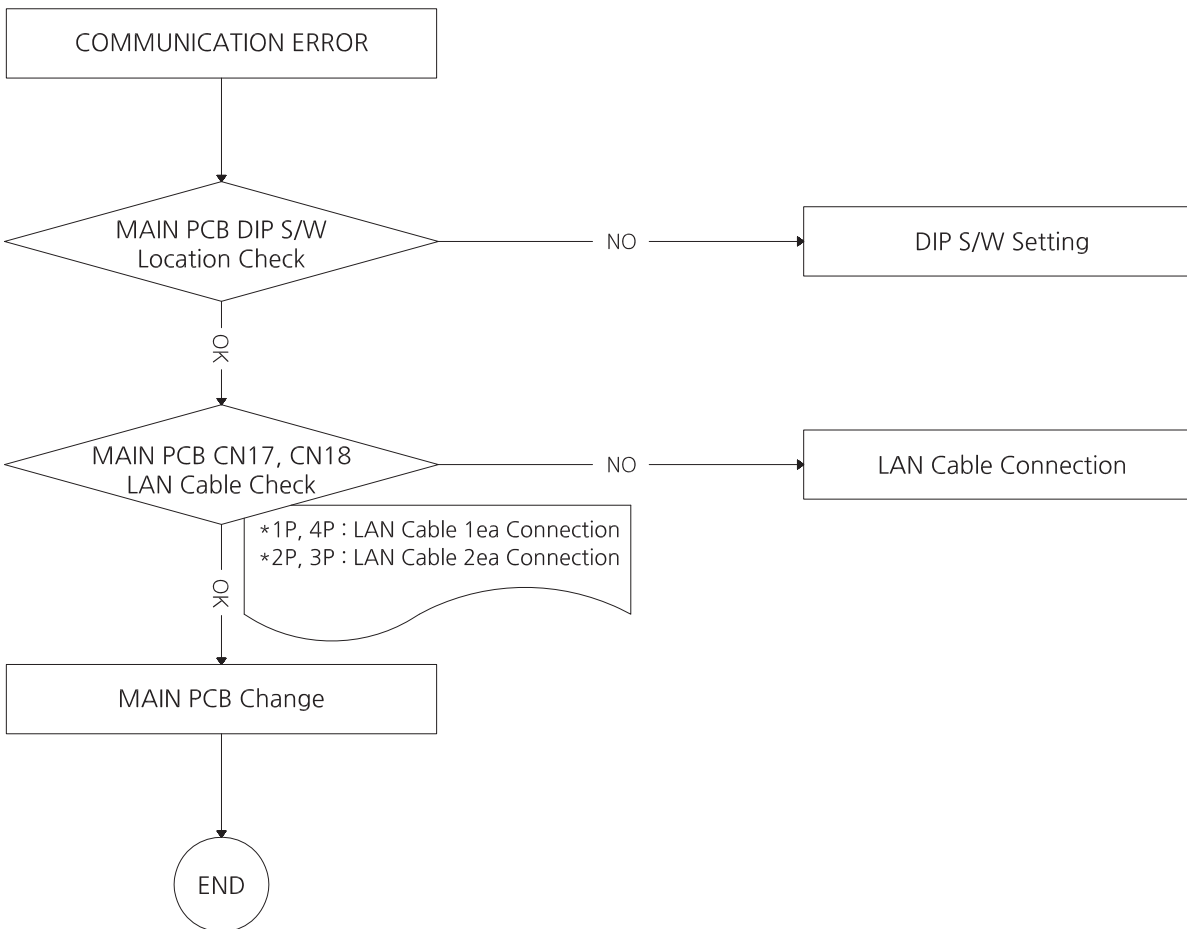 COMMUNICATION ERROR
MAIN PCB DIP S/W
Location Check
NO
DIP S/W Setting
OK
MAIN PCB CN17, CN18
LAN Cable Check
NO
LAN Cable Connection
*1P, 4P : LAN Cable 1ea Connection
*2P, 3P : LAN Cable 2ea Connection
OK
MAIN PCB Change
END